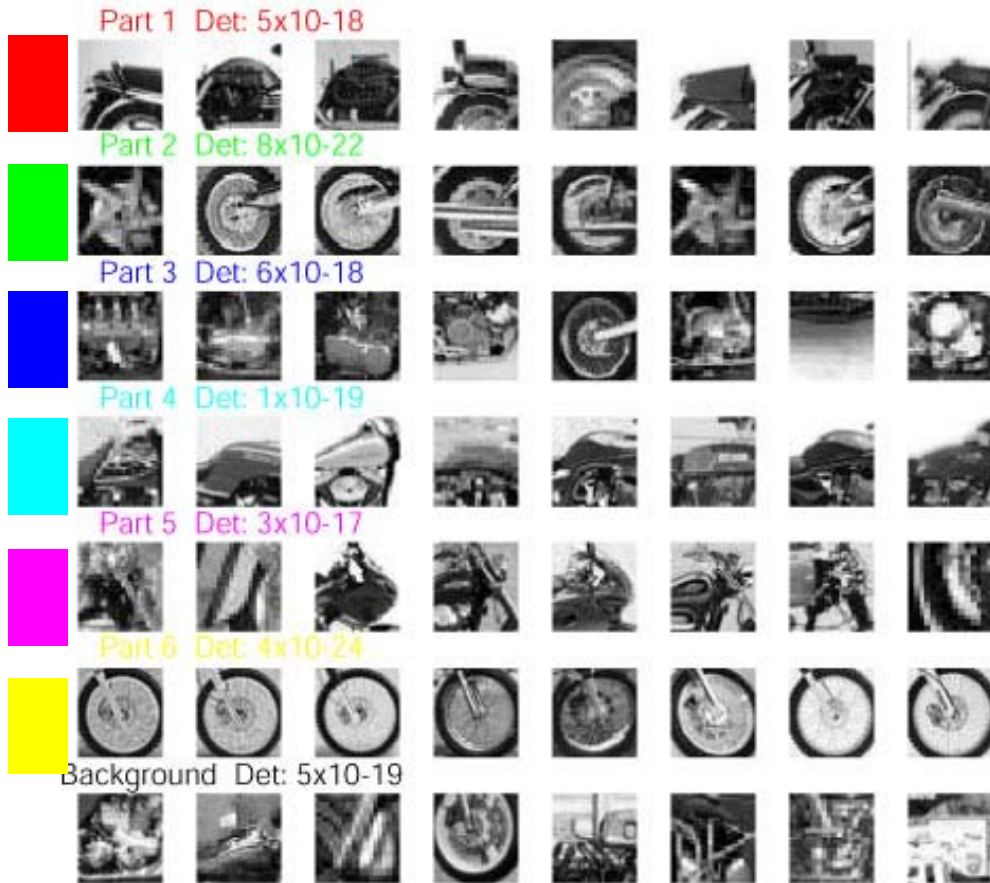 Part 1 Det: 5x10-18
Part 2 Det: 8x10-22
Part 3 Det: 6x10-18
Part 4 Det: 1x10-19
Part 5 Det: 3x10-17
Part 6 Det: 4x10-24
Background Det: 5x10-19